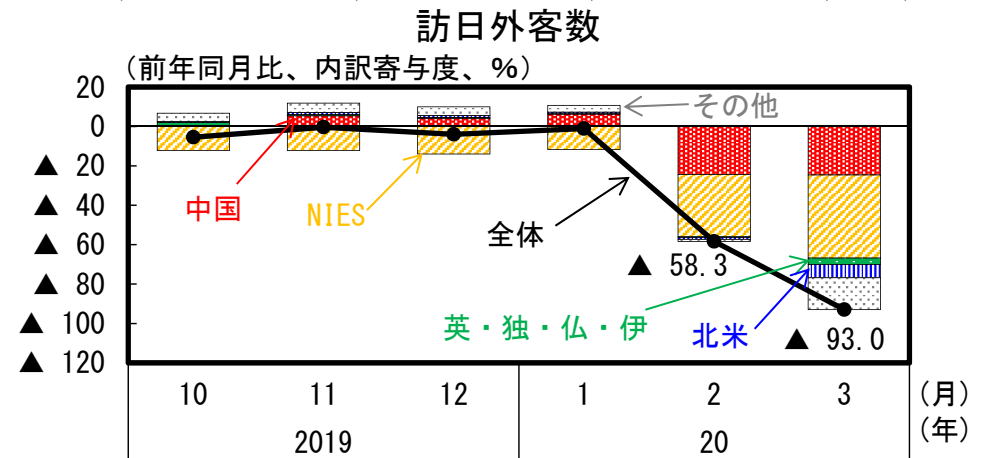 訪日外客数
(前年同月比、内訳寄与度、%)
20
0
▲ 20
▲ 40
▲ 60
▲ 80
▲ 100
▲ 120
その他
中国
NIES
全体
▲ 58.3
英・独・仏・伊
北米
▲ 93.0
10 11 12 1 2 3 (月)
2019 20 (年)